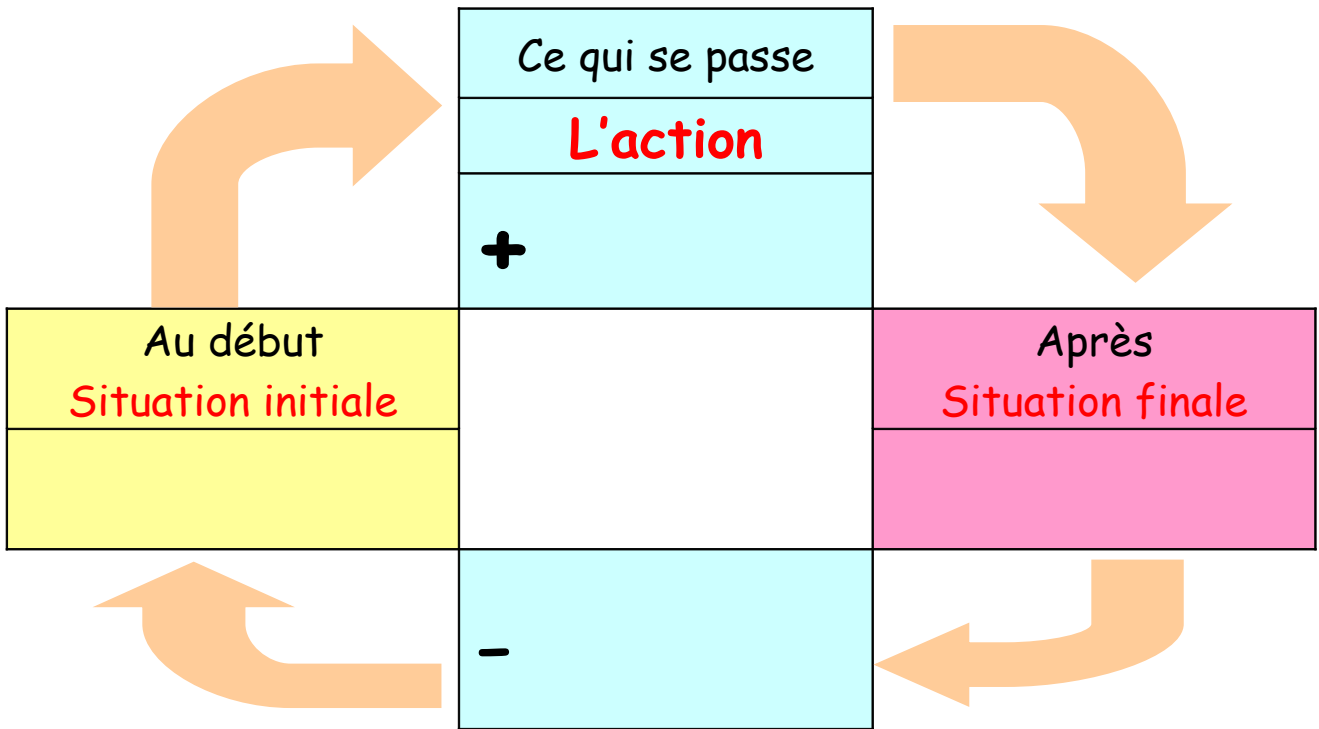 Ce qui se passe
L'action
+
Au début
Situation initiale
Après
Situation finale
-